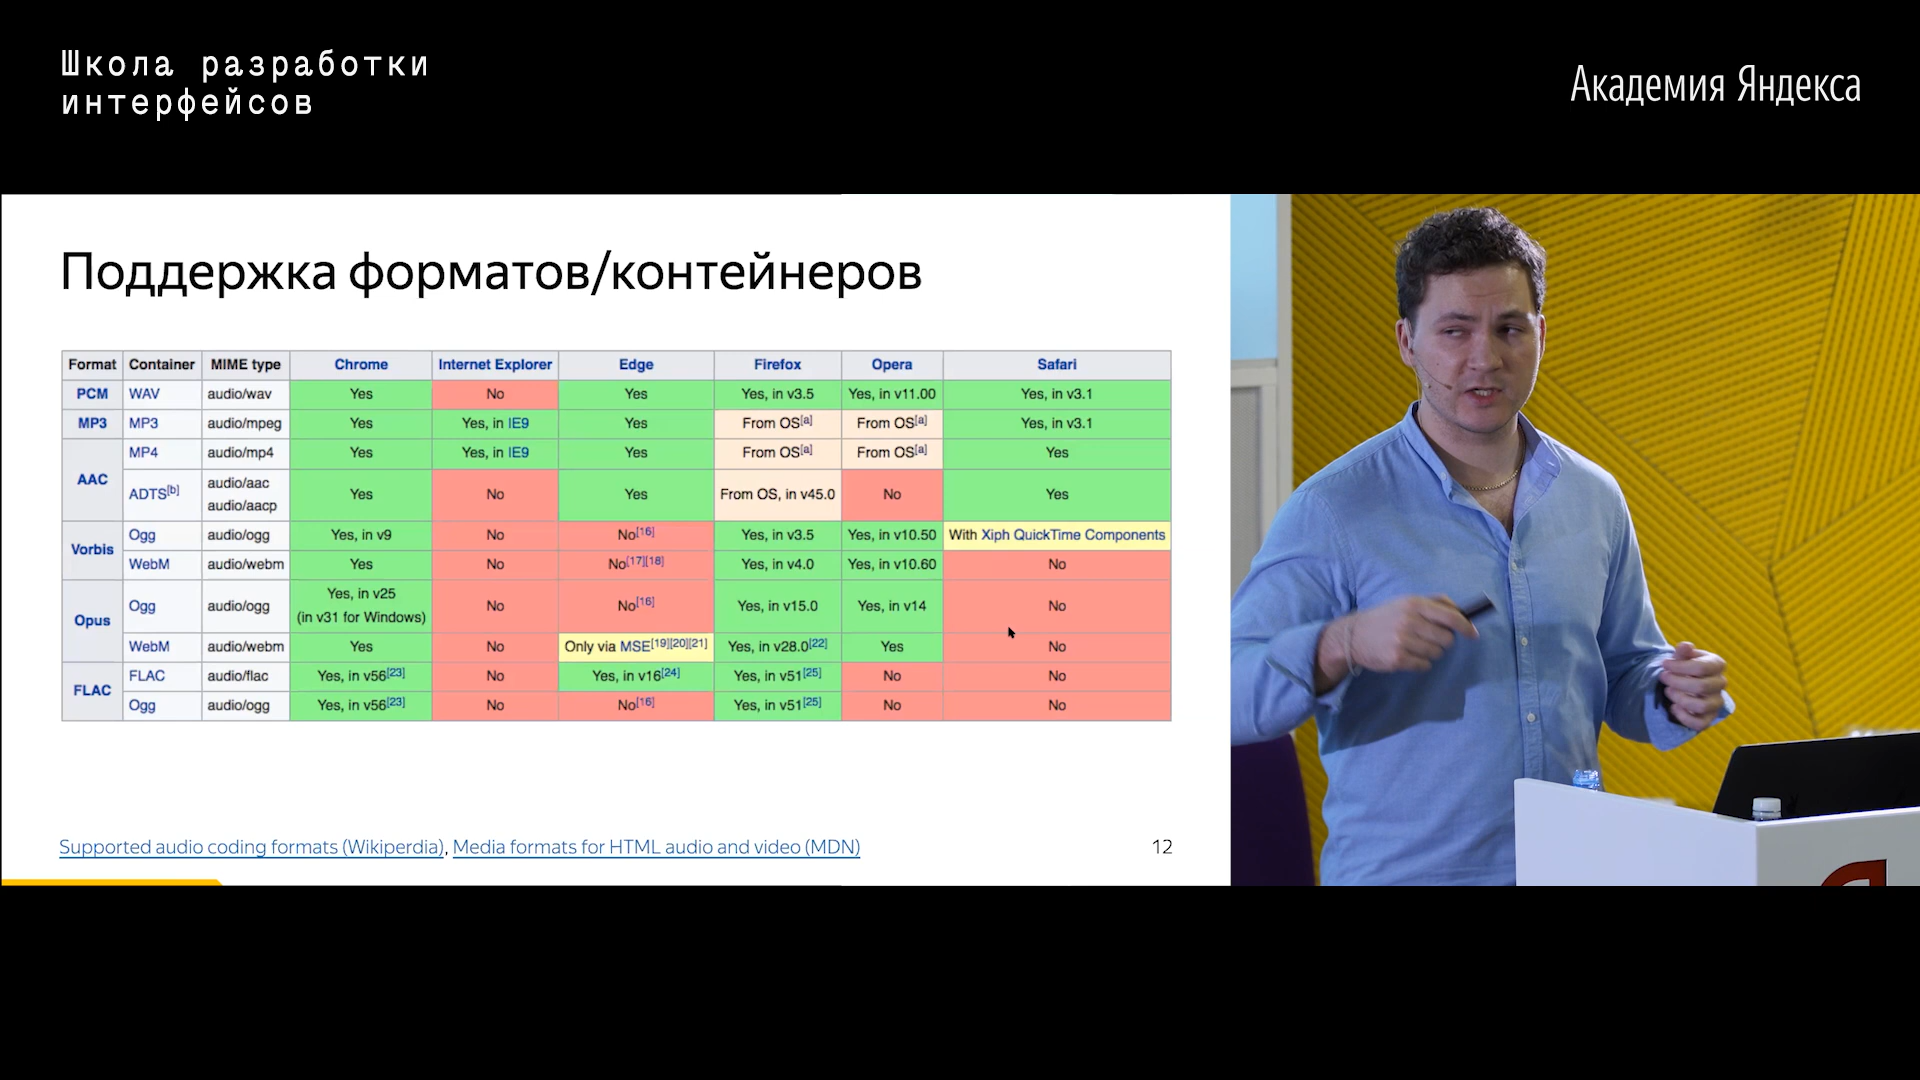 Школа разработки
интерфейсов
Академия Яндекса
Поддержка форматов/контейнеров
Format Container MIME type Chrome Internet Explorer Edge Firefox Opera Safari
PCM WAV audio/wav Yes No Yes Yes, in v3.5 Yes, in v11.00 Yes, in v3.1
MP3 MP3 audio/mpeg Yes Yes, in IE9 Yes From OS[a] From OS[a] Yes, in v3.1
AAC MP4 audio/mp4 Yes Yes, in IE9 Yes From OS[a] From OS[a] Yes
ADTS[b] audio/aac
audio/aacp Yes No Yes From OS, in v45.0 No Yes
Vorbis Ogg audio/ogg Yes, in v9 No No[16] Yes, in v3.5 Yes, in v10.50 With Xiph QuickTime Components
WebM audio/webm Yes No No[17][18] Yes, in v4.0 Yes, in v10.60 No
Opus Ogg audio/ogg Yes, in v25
(in v31 for Windows) No No[16] Yes, in v15.0 Yes, in v14 No
WebM audio/webm Yes No Only via MSE[19][20][21] Yes, in v28.0[22] Yes No
FLAC FLAC audio/flac Yes, in v56[23] No Yes, in v16[24] Yes, in v51[25] No No
Ogg audio/ogg Yes, in v56[23] No No[16] Yes, in v51[25] No No
Supported audio coding formats (Wikiperdia), Media formats for HTML audio and video (MDN)
12